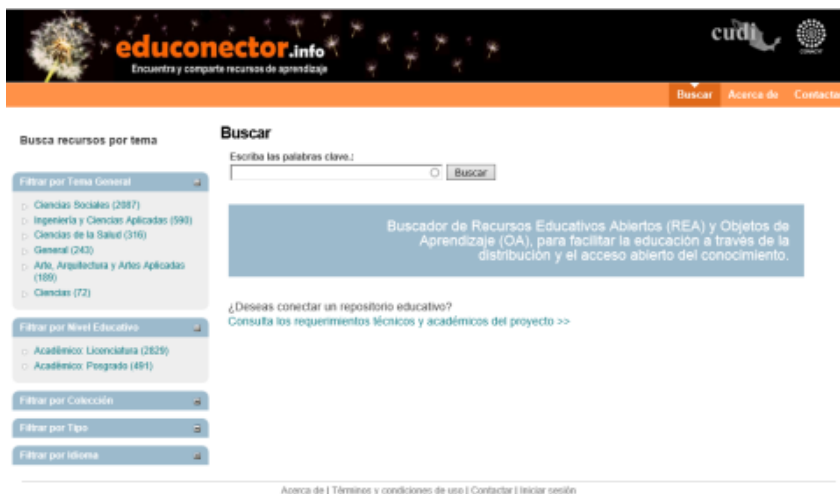 educonector.info
Encuentra y comparte recursos de aprendizaje
cudi
CONACYT
Buscar Acerca de Contactar
Busca recursos por tema
Filtrar por Tema General
Ciencias Sociales (2087)
Ingeniería y Ciencias Aplicadas (590)
Ciencias de la Salud (316)
General (243)
Arte, Arquitectura y Artes Aplicadas
(189)
Ciencias (72)
Filtrar por Nivel Educativo
Académico: Licenciatura (2829)
Académico: Posgrado (491)
Filtrar por Colección
Filtrar por Tipo
Filtrar por Idioma
Buscar
Escriba las palabras clave.:
Buscar
Buscador de Recursos Educativos Abiertos (REA) y Objetos de
Aprendizaje (OA), para facilitar la educación a través de la
distribución y el acceso abierto del conocimiento.
¿Deseas conectar un repositorio educativo?
Consulta los requerimientos técnicos y académicos del proyecto >>
Acerca de | Términos y condiciones de uso | Contactar | Iniciar sesión